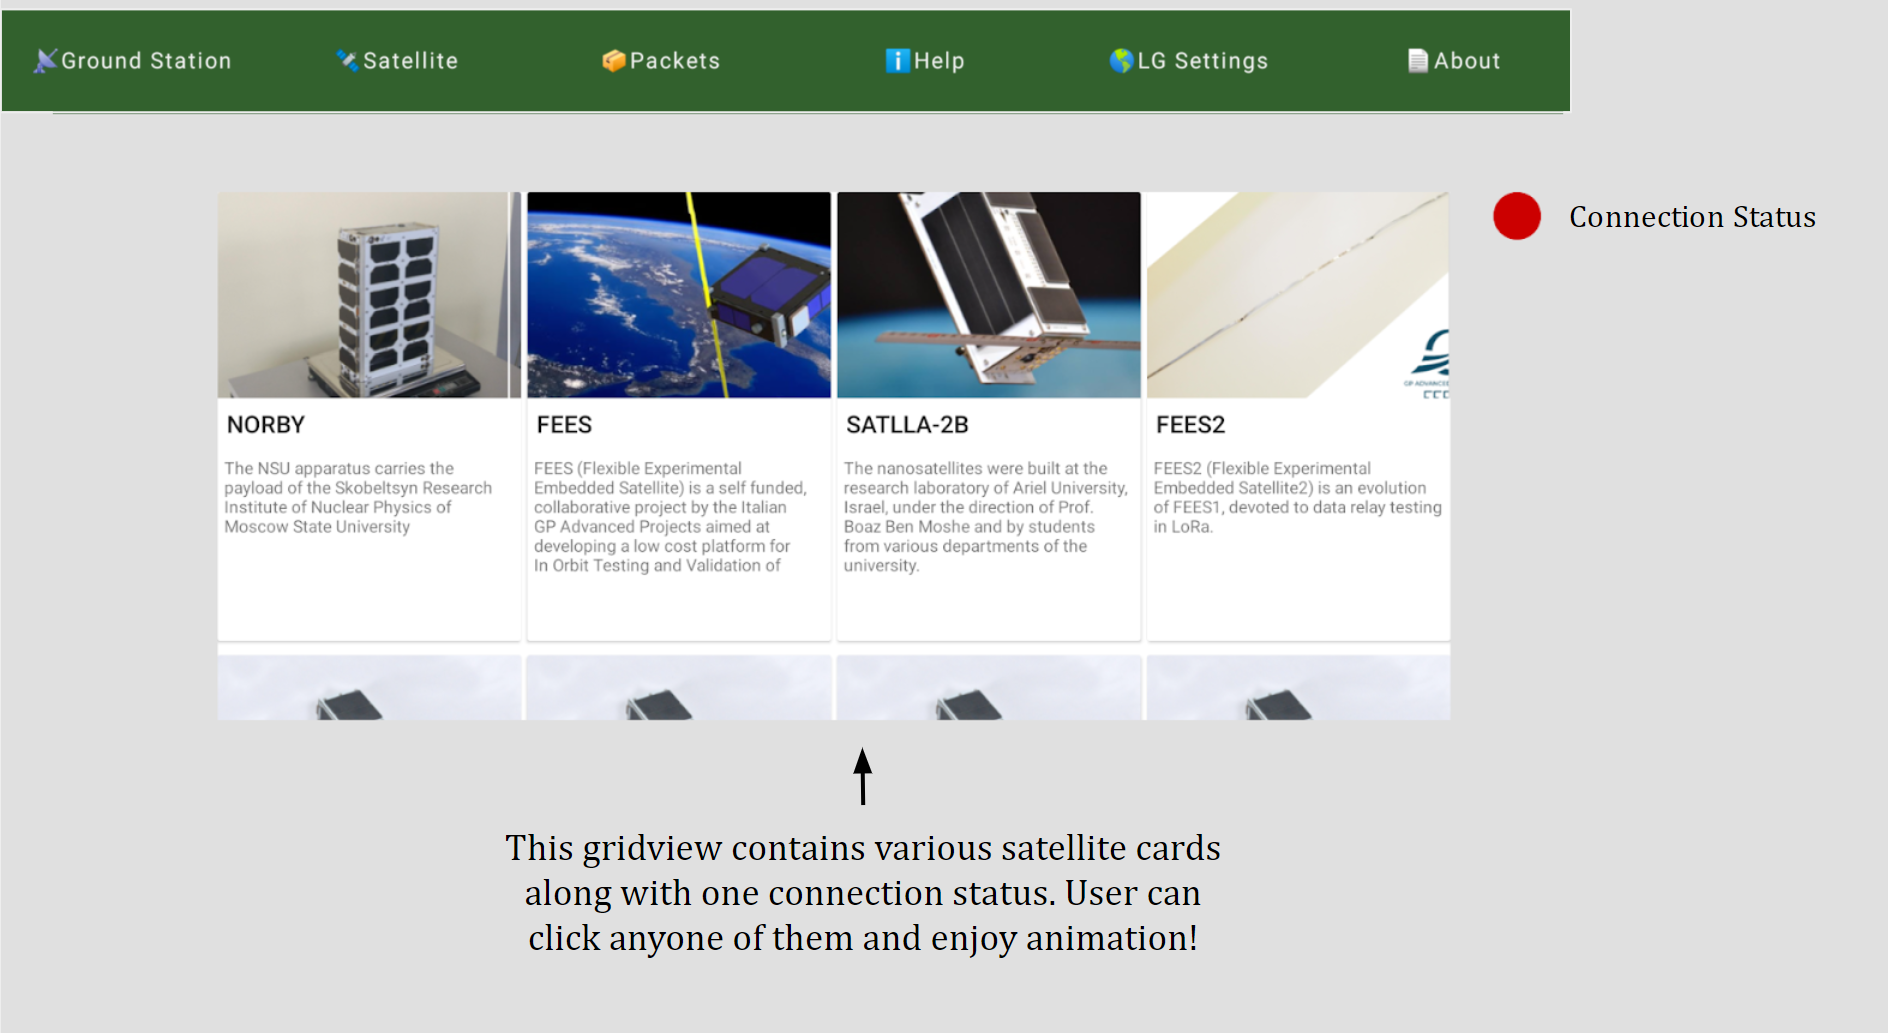 Ground Station
Satellite
Packets
Help
LG Settings
About
Connection Status
NORBY
The NSU apparatus carries the
payload of the Skobeltsyn Research
Institute of Nuclear Physics of
Moscow State University
FEES
FEES (Flexible Experimental
Embedded Satellite) is a self funded,
collaborative project by the Italian
GP Advanced Projects aimed at
developing a low cost platform for
In Orbit Testing and Validation of
SATLLA-2B
The nanosatellites were built at the
research laboratory of Ariel University,
Israel, under the direction of Prof.
Boaz Ben Moshe and by students
from various departments of the
university.
GP ADVANCED
FEES2
FEES2 (Flexible Experimental
Embedded Satellite2) is an evolution
of FEES1, devoted to data relay testing
in LoRa.
This gridview contains various satellite cards
along with one connection status. User can
click anyone of them and enjoy animation!